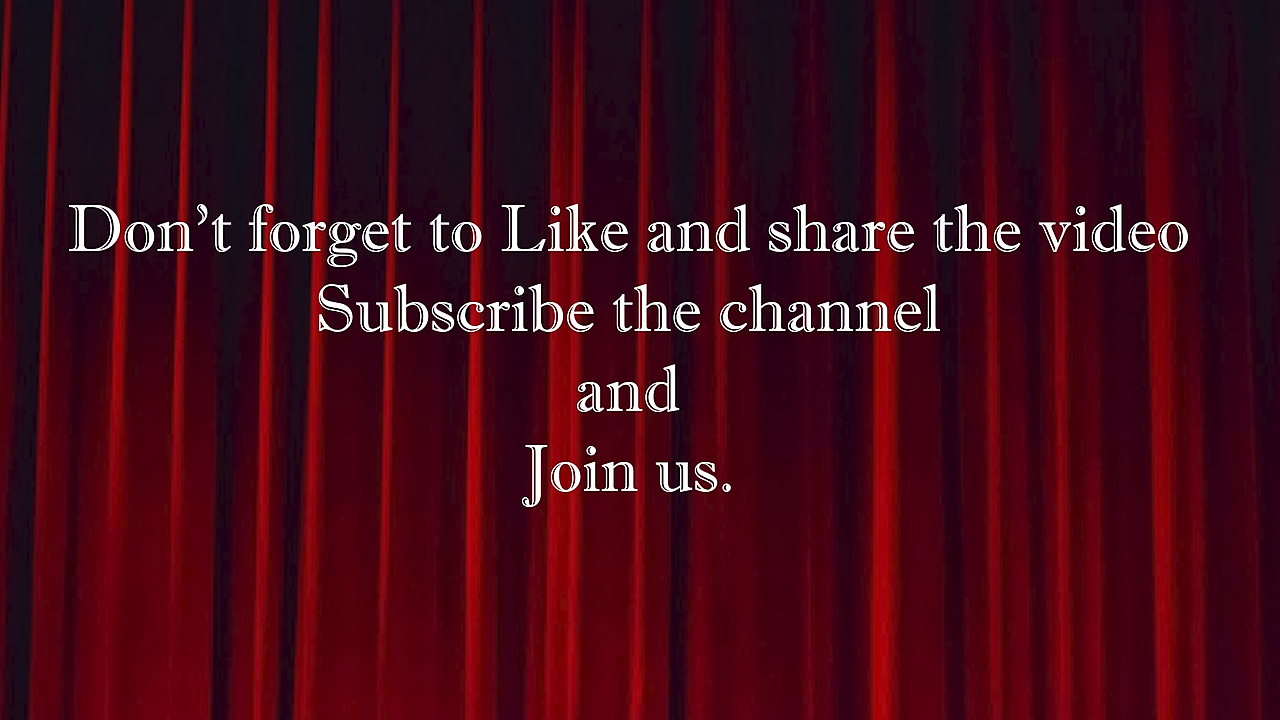 Don’t forget to Like and share the video
Subscribe the channel
and
Join us.